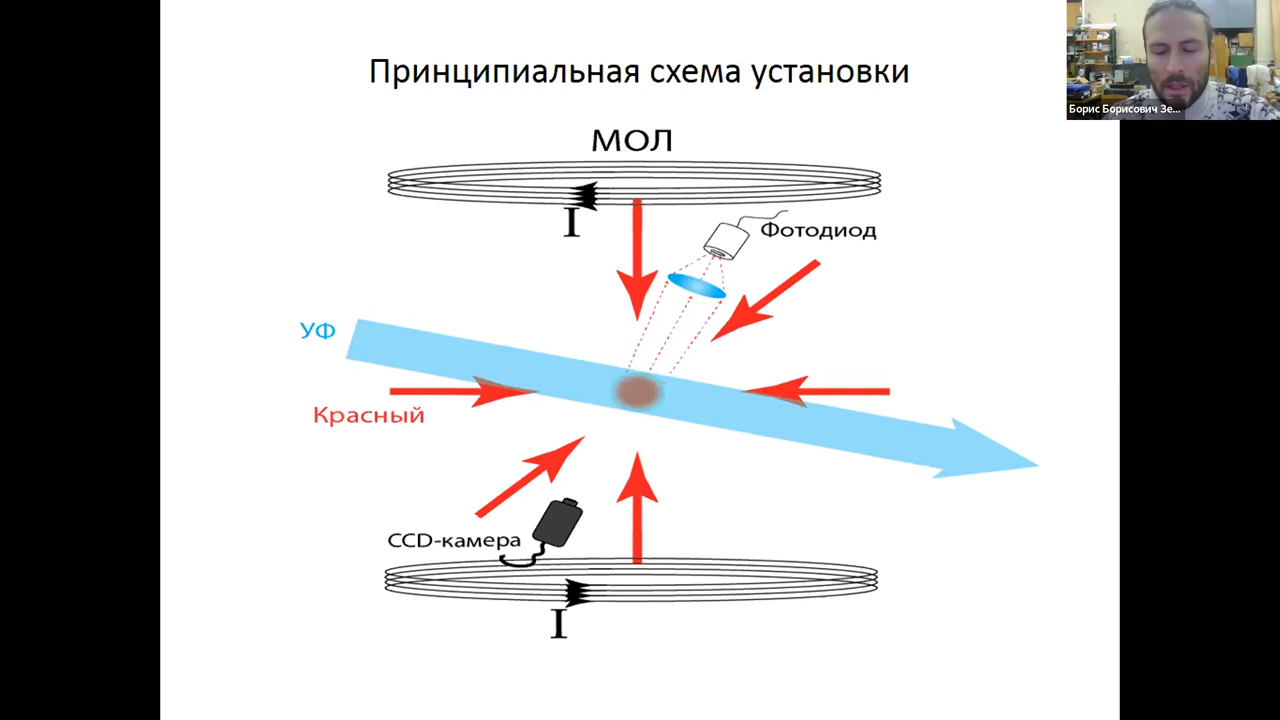 Принципиальная схема установки
Борис Борисович Зе...
МОЛ
I
Фотодиод
УФ
Красный
CCD-камера
I